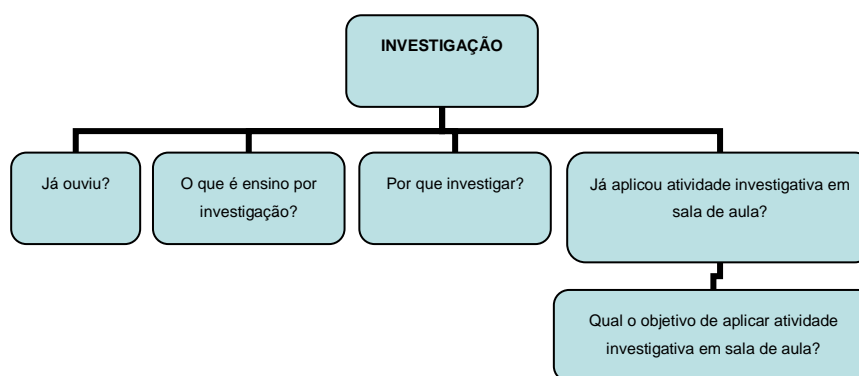 INVESTIGAÇÃO
Já ouviu?
O que é ensino por
investigação?
Por que investigar?
Já aplicou atividade investigativa em
sala de aula?
Qual o objetivo de aplicar atividade
investigativa em sala de aula?